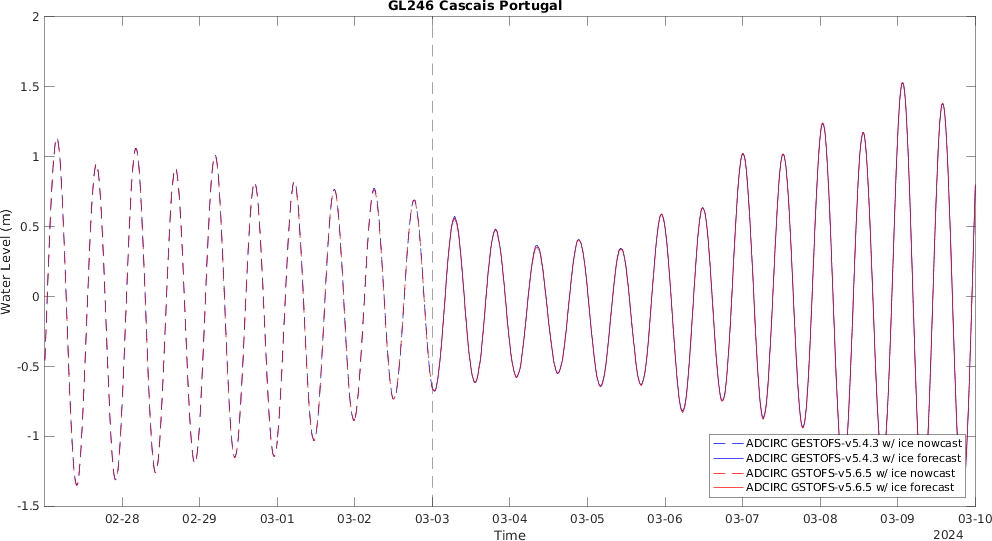 GL246 Cascais Portugal
2
1.5
1
0.5
0
-0.5
-1
-1.5
Water Level (m)
ADCIRC GESTOFS-v5.4.3 w/ ice nowcast
ADCIRC GESTOFS-v5.4.3 w/ ice forecast
ADCIRC GSTOFS-v5.6.5 w/ ice nowcast
ADCIRC GSTOFS-v5.6.5 w/ ice forecast
02-28 02-29 03-01 03-02 03-03 03-04 03-05 03-06 03-07 03-08 03-09 03-10
Time
2024